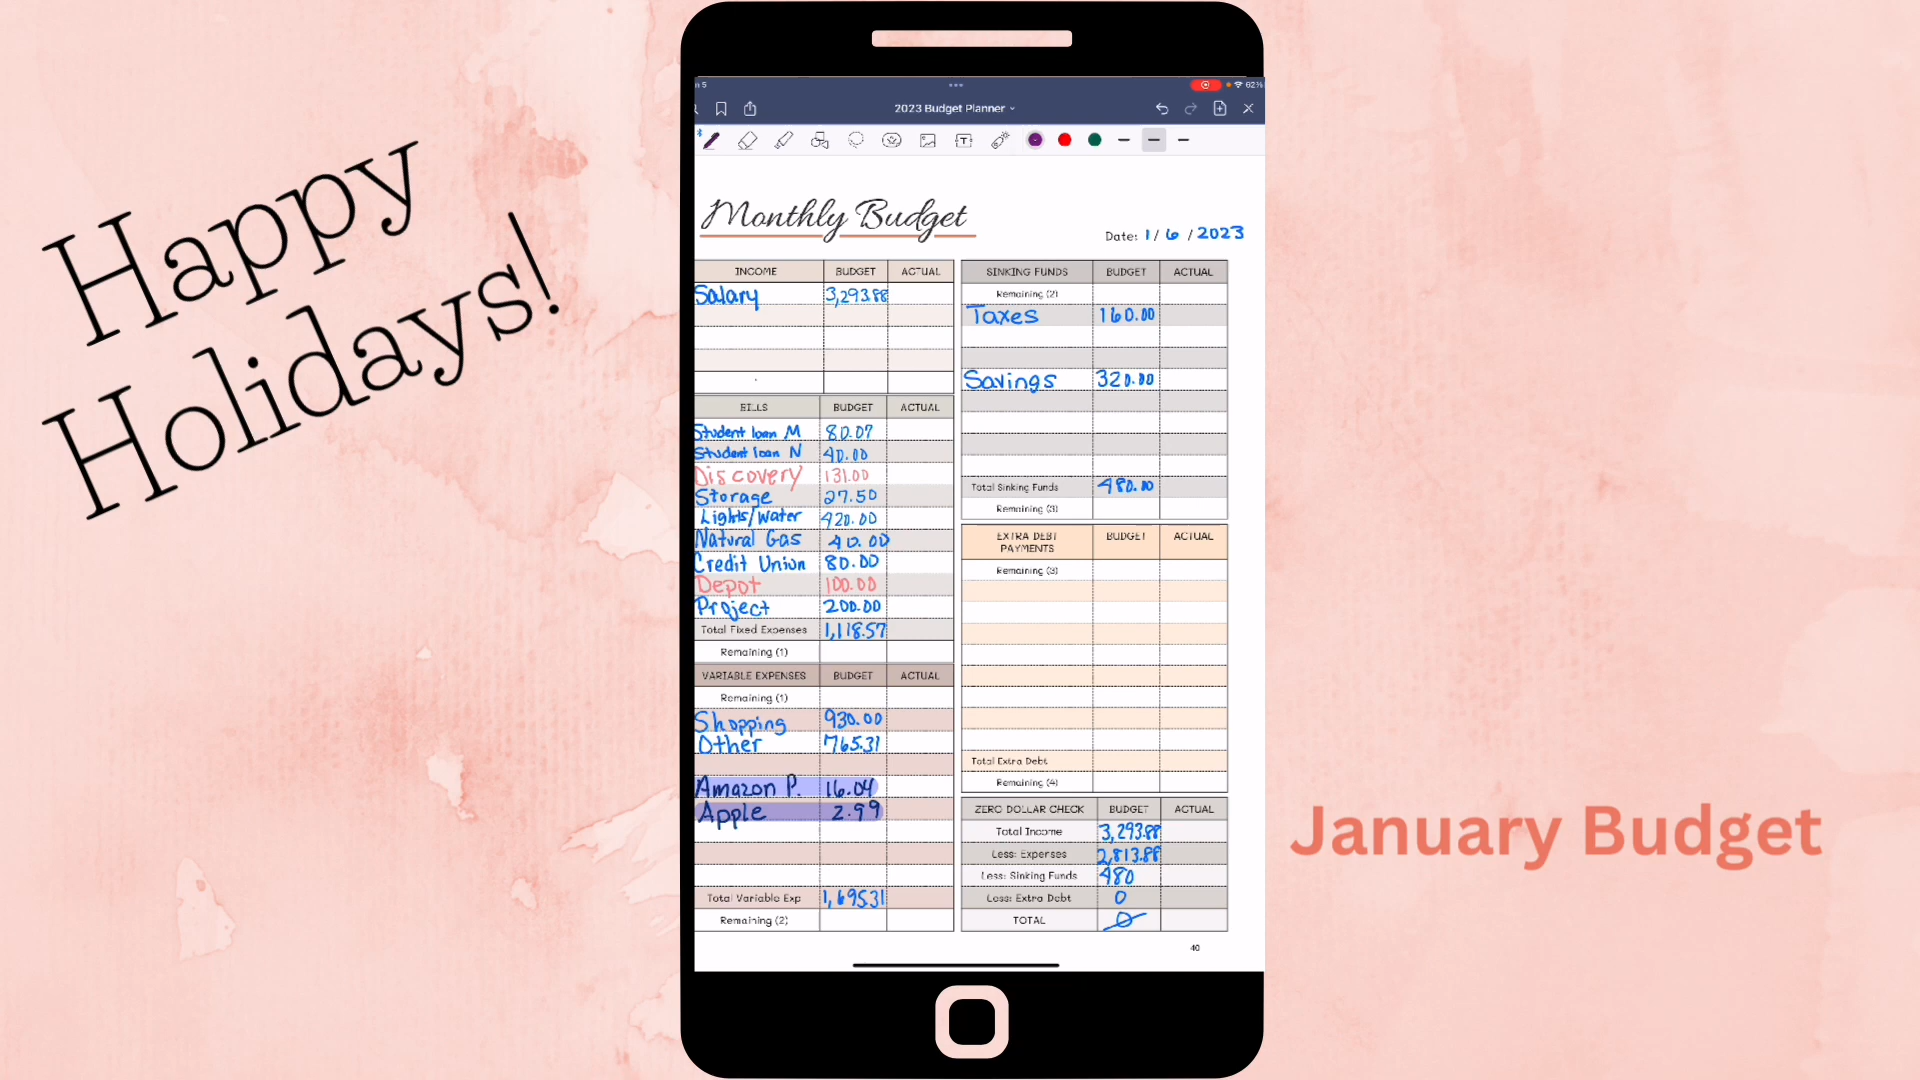 Happy
Holidays!
n 5
62%
2023 Budget Planner
Monthly Budget
Date: 1 / 6 / 2023
INCOME BUDGET ACTUAL
Salary 3,293.88
BILLS BUDGET ACTUAL
Student loan M 80.07
Student loan N 40.00
Discovery 131.00
Storage 27.50
Lights/Water 420.00
Natural Gas 40.00
Credit Union 80.00
Depot 100.00
Project 200.00
Total Fixed Expenses 1,118.57
Remaining (1)
VARIABLE EXPENSES BUDGET ACTUAL
Remaining (1)
Shopping 930.00
Other 765.31
Amazon P. 16.04
Apple 2.99
Total Variable Exp 1,695.31
Remaining (2)
SINKING FUNDS BUDGET ACTUAL
Remaining (2)
Taxes 160.00
Savings 320.00
Total Sinking Funds 480.00
Remaining (3)
EXTRA DEBT PAYMENTS BUDGET ACTUAL
Remaining (3)
Total Extra Debt
Remaining (4)
ZERO DOLLAR CHECK BUDGET ACTUAL
Total Income 3,293.88
Less: Expenses 2,813.88
Less: Sinking Funds 480
Less: Extra Debt 0
TOTAL 0
40
January Budget